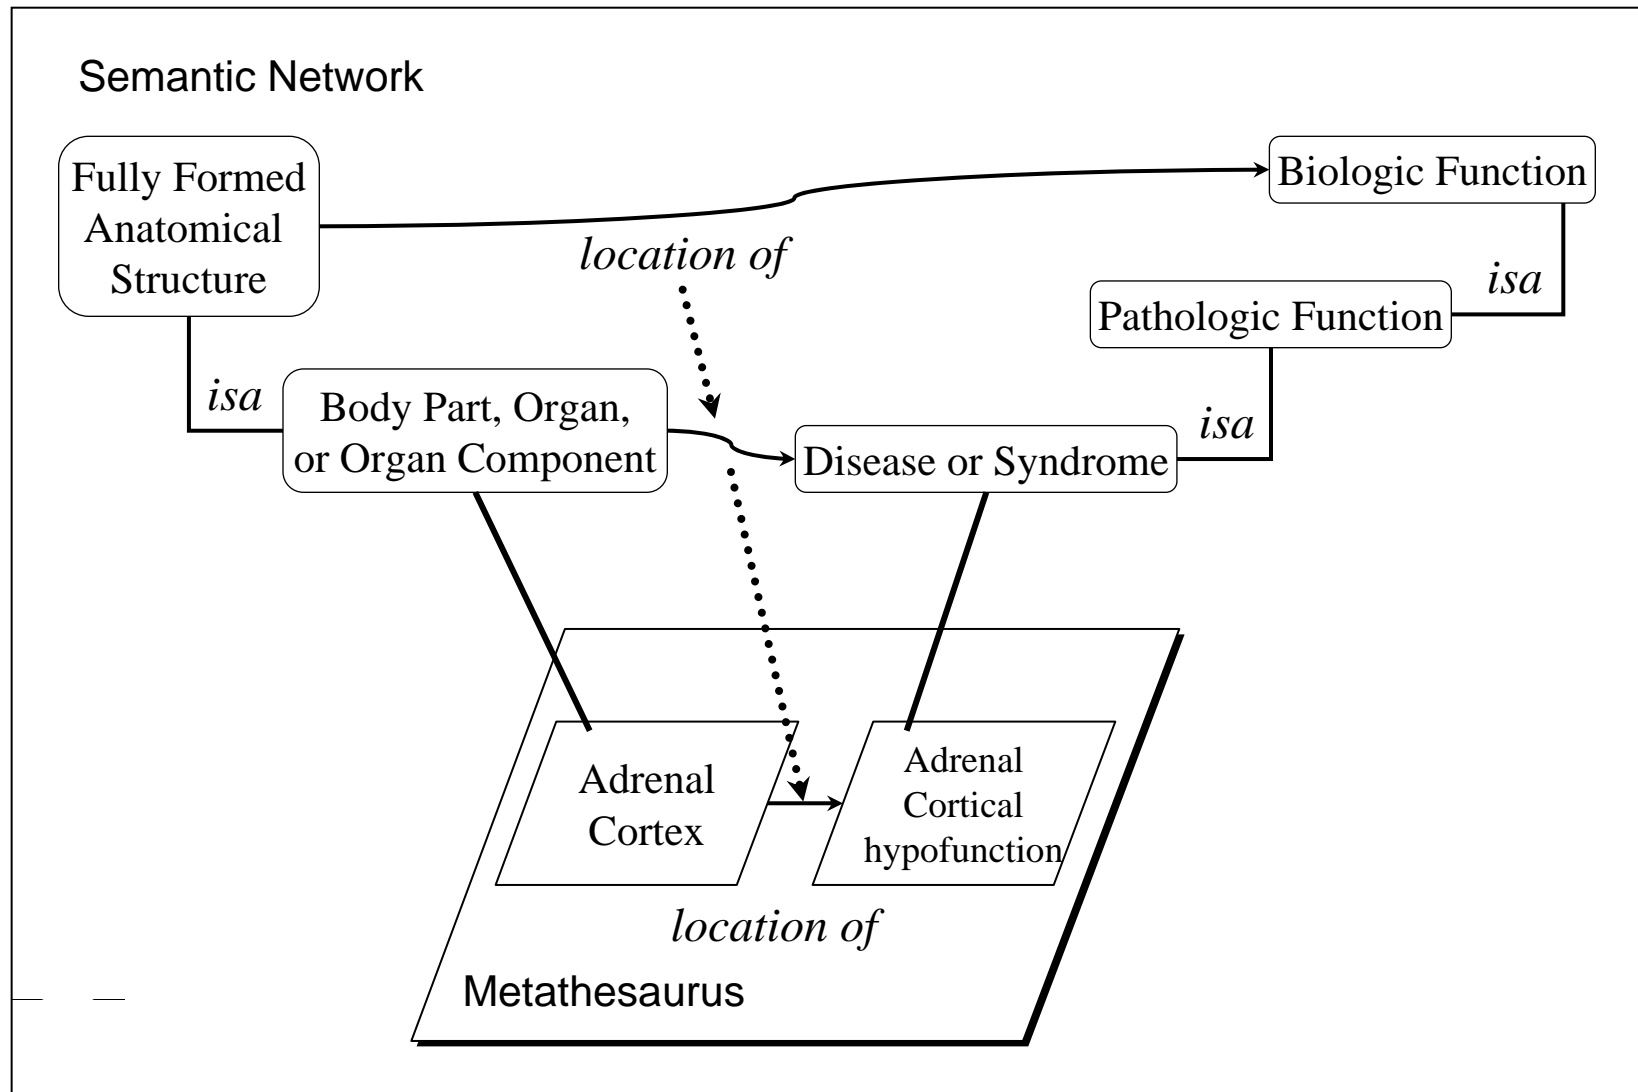 Semantic Network
Fully Formed
Anatomical
Structure
Biologic Function
location of
isa
Pathologic Function
isa
Body Part, Organ,
or Organ Component
isa
Disease or Syndrome
Adrenal
Cortex
Adrenal
Cortical
hypofunction
location of
Metathesaurus